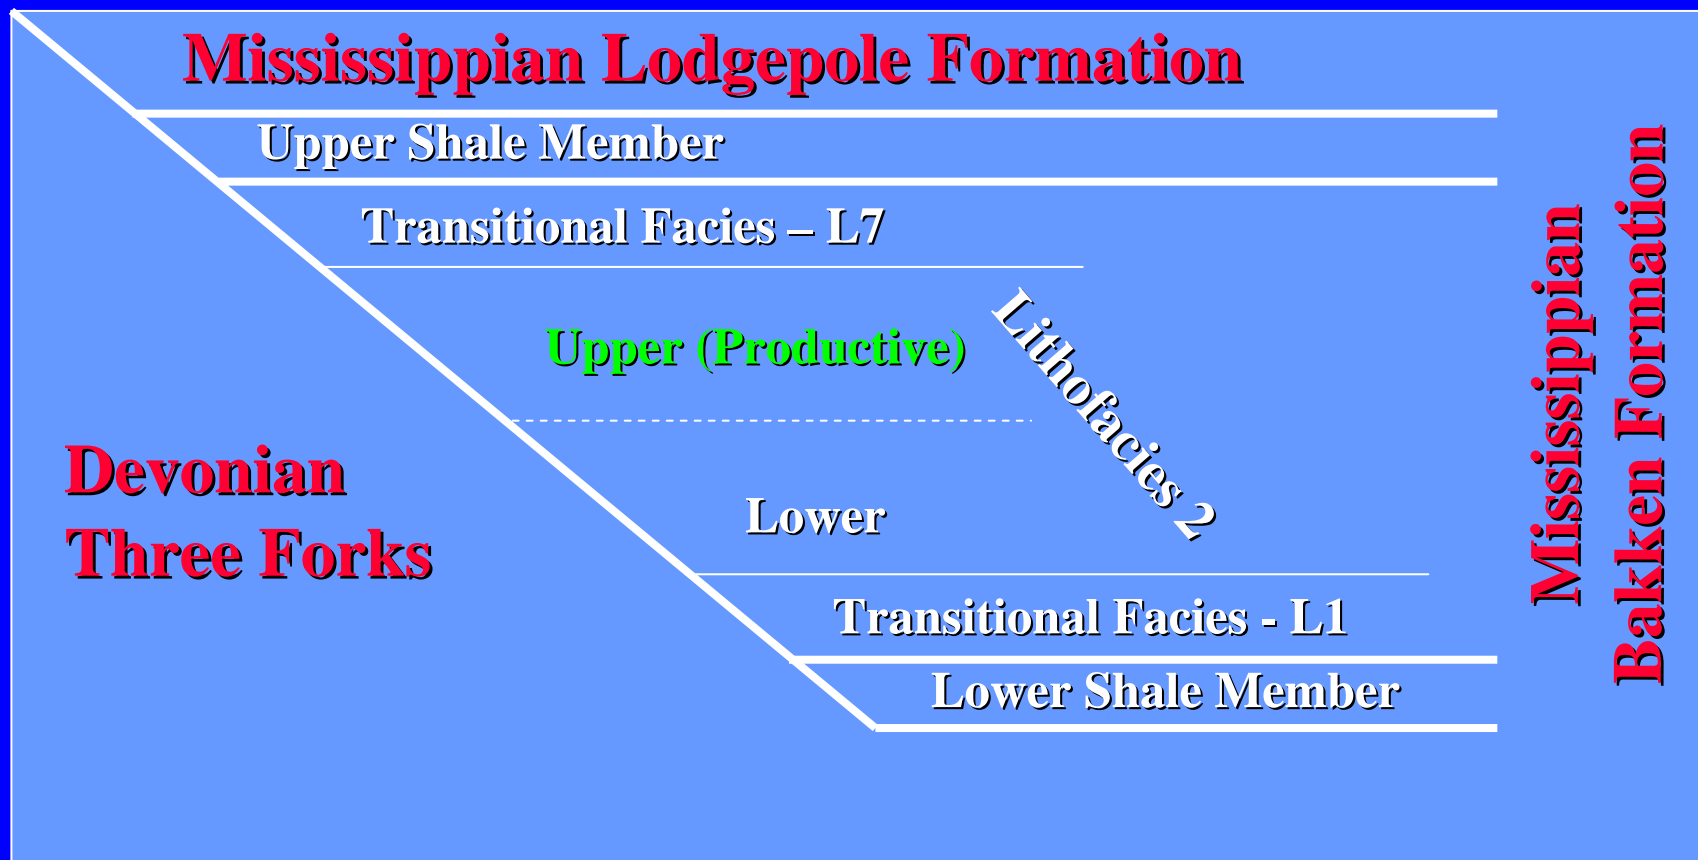 Mississippian Lodgepole Formation
Upper Shale Member
Transitional Facies – L7
Upper (Productive)
Lithofacies 2
Lower
Devonian
Three Forks
Transitional Facies - L1
Lower Shale Member
Mississippian
Bakken Formation